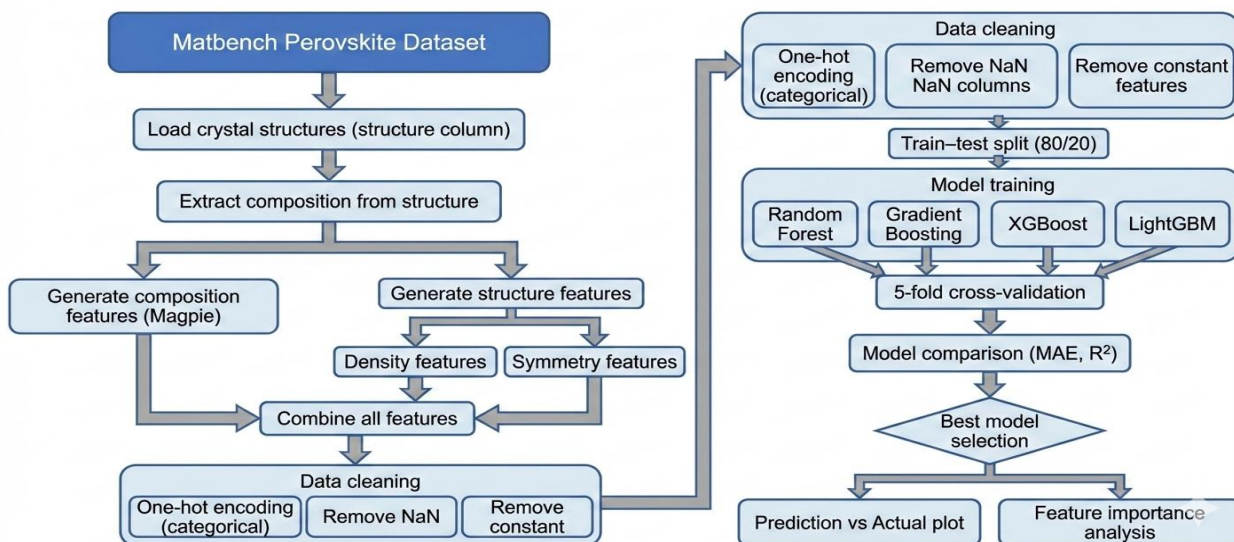 Matbench Perovskite Dataset
Load crystal structures (structure column)
Extract composition from structure
Generate composition
features (Magpie)
Generate structure features
Density features
Symmetry features
Combine all features
Data cleaning
One-hot encoding
(categorical)
Remove NaN
Remove
constant
Data cleaning
One-hot
encoding
(categorical)
Remove NaN
NaN columns
Remove constant
features
Train–test split (80/20)
Model training
Random
Forest
Gradient
Boosting
XGBoost
LightGBM
5-fold cross-validation
Model comparison (MAE, R²)
Best model
selection
Prediction vs Actual plot
Feature importance
analysis